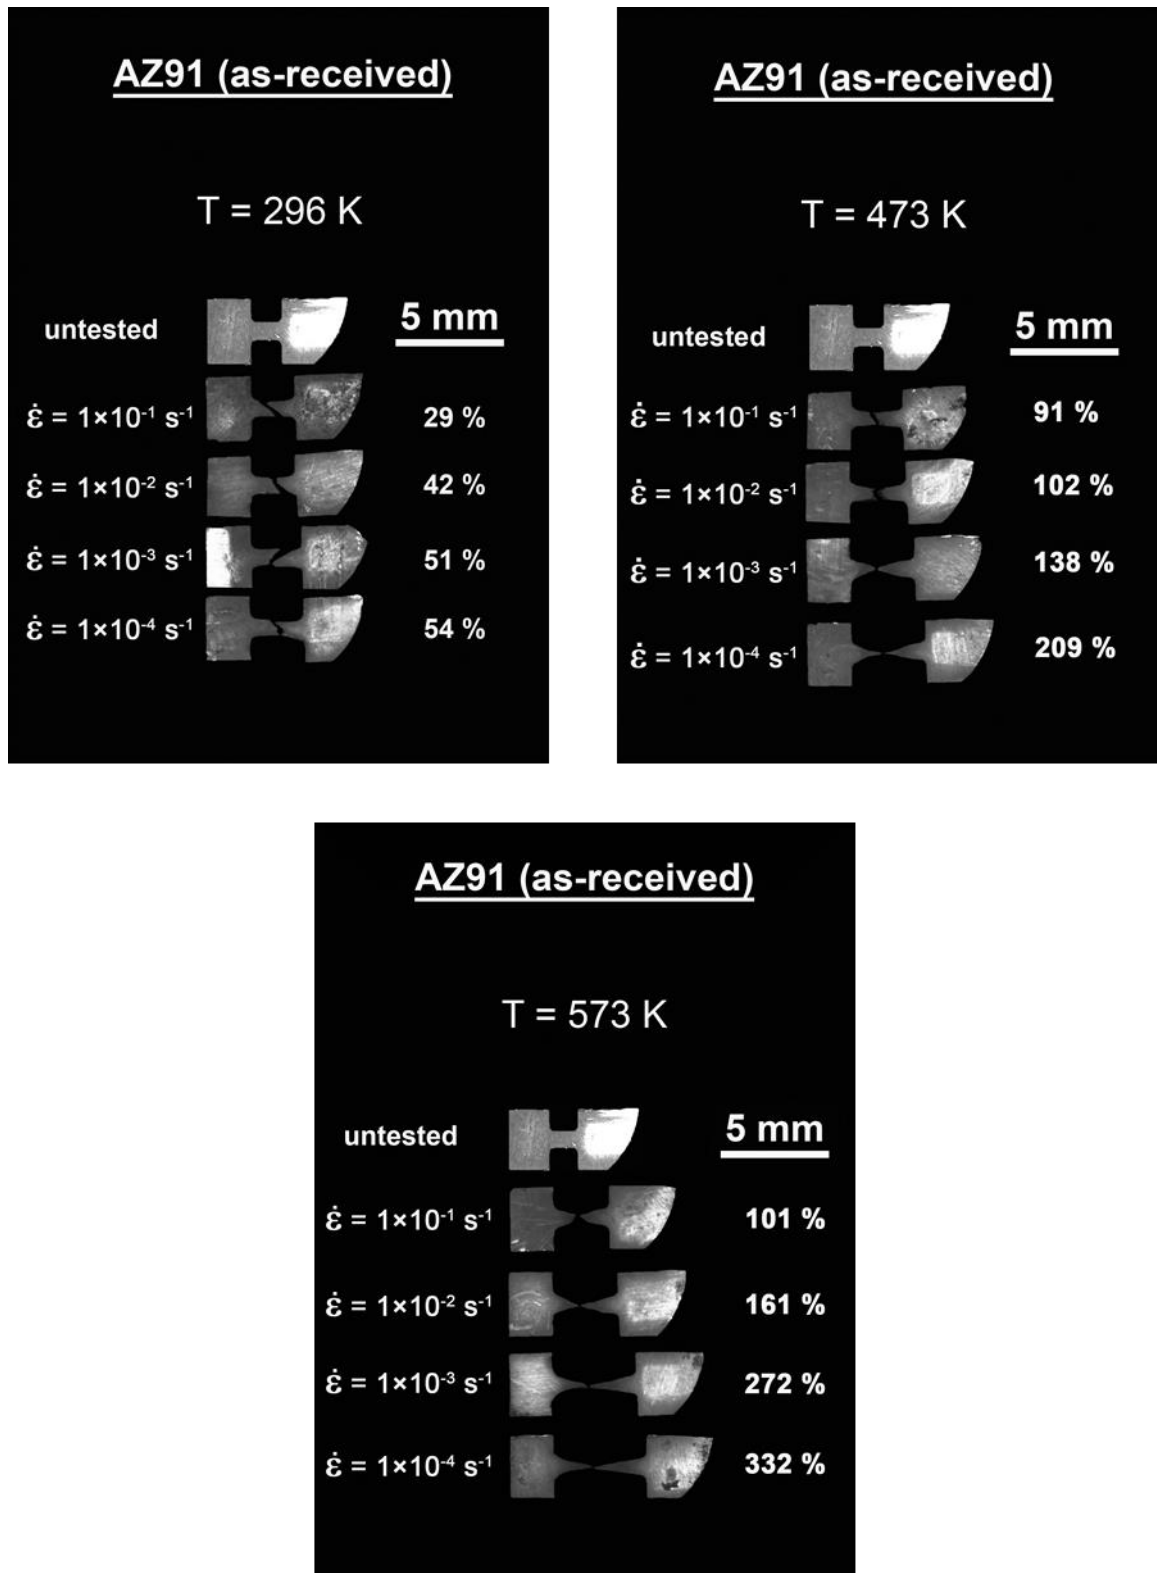 AZ91 (as-received)
T = 296 K
untested 5 mm
ε̇ = 1×10⁻¹ s⁻¹ 29 %
ε̇ = 1×10⁻² s⁻¹ 42 %
ε̇ = 1×10⁻³ s⁻¹ 51 %
ε̇ = 1×10⁻⁴ s⁻¹ 54 %
AZ91 (as-received)
T = 473 K
untested 5 mm
ε̇ = 1×10⁻¹ s⁻¹ 91 %
ε̇ = 1×10⁻² s⁻¹ 102 %
ε̇ = 1×10⁻³ s⁻¹ 138 %
ε̇ = 1×10⁻⁴ s⁻¹ 209 %
AZ91 (as-received)
T = 573 K
untested 5 mm
ε̇ = 1×10⁻¹ s⁻¹ 101 %
ε̇ = 1×10⁻² s⁻¹ 161 %
ε̇ = 1×10⁻³ s⁻¹ 272 %
ε̇ = 1×10⁻⁴ s⁻¹ 332 %